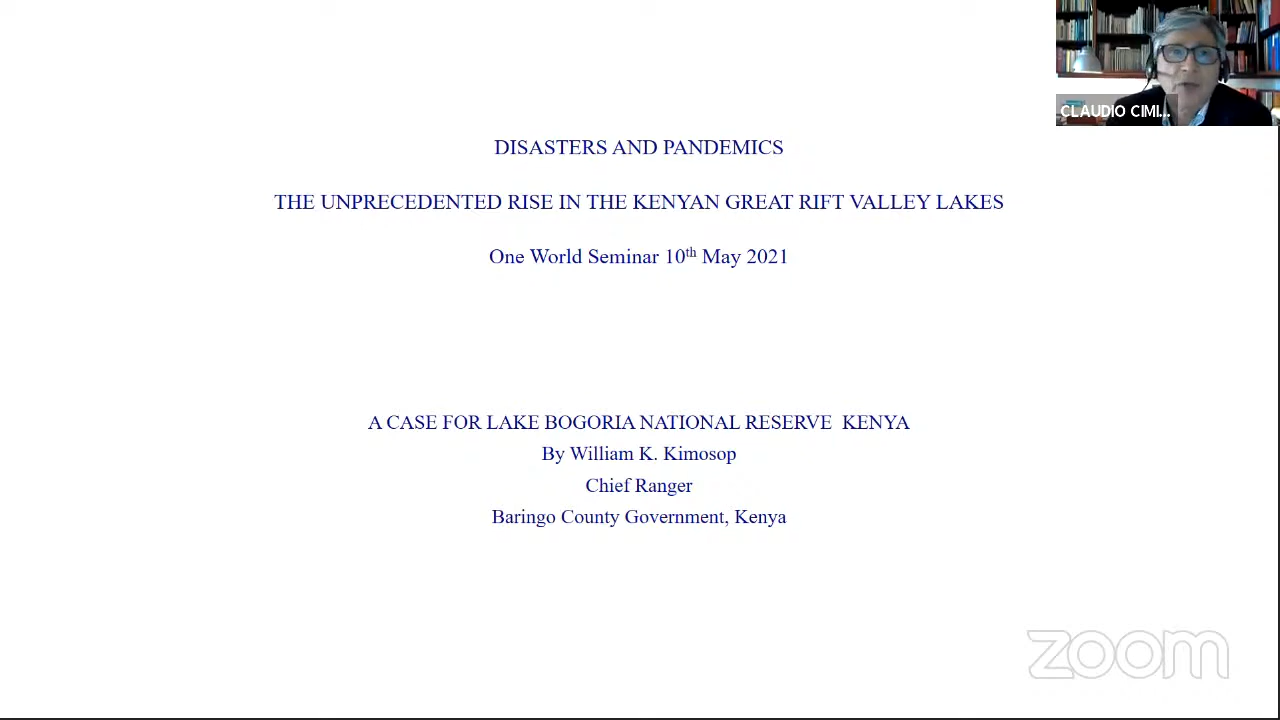 CLAUDIO CIMI...
DISASTERS AND PANDEMICS
THE UNPRECEDENTED RISE IN THE KENYAN GREAT RIFT VALLEY LAKES
One World Seminar 10th May 2021
A CASE FOR LAKE BOGORIA NATIONAL RESERVE KENYA
By William K. Kimosop
Chief Ranger
Baringo County Government, Kenya
zoom